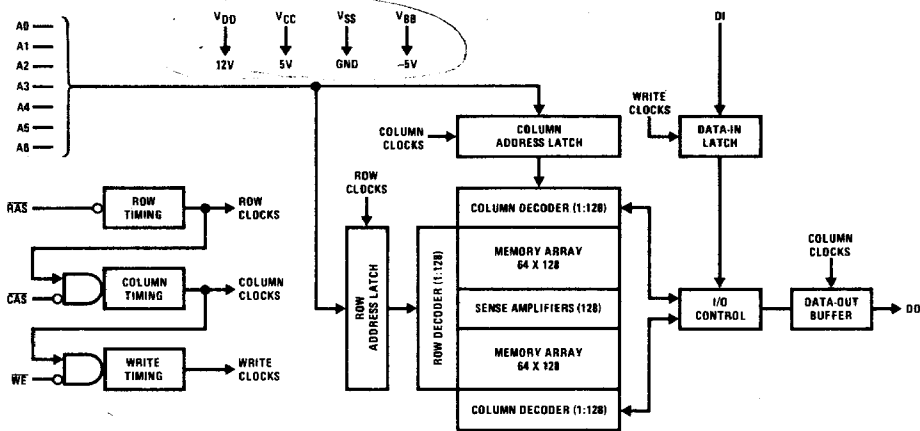 A0
A1
A2
A3
A4
A5
A6
VDD
12V
VCC
5V
VSS
GND
VBB
-5V
DI
WRITE
CLOCKS
DATA-IN
LATCH
COLUMN
CLOCKS
COLUMN
ADDRESS LATCH
ROW
CLOCKS
RAS
ROW
TIMING
ROW
CLOCKS
CAS
COLUMN
TIMING
COLUMN
CLOCKS
WE
WRITE
TIMING
WRITE
CLOCKS
ROW
ADDRESS LATCH
ROW DECODER (1:128)
COLUMN DECODER (1:128)
MEMORY ARRAY
64 X 128
SENSE AMPLIFIERS (128)
MEMORY ARRAY
64 X 128
COLUMN DECODER (1:128)
I/O
CONTROL
COLUMN
CLOCKS
DATA-OUT
BUFFER
DO